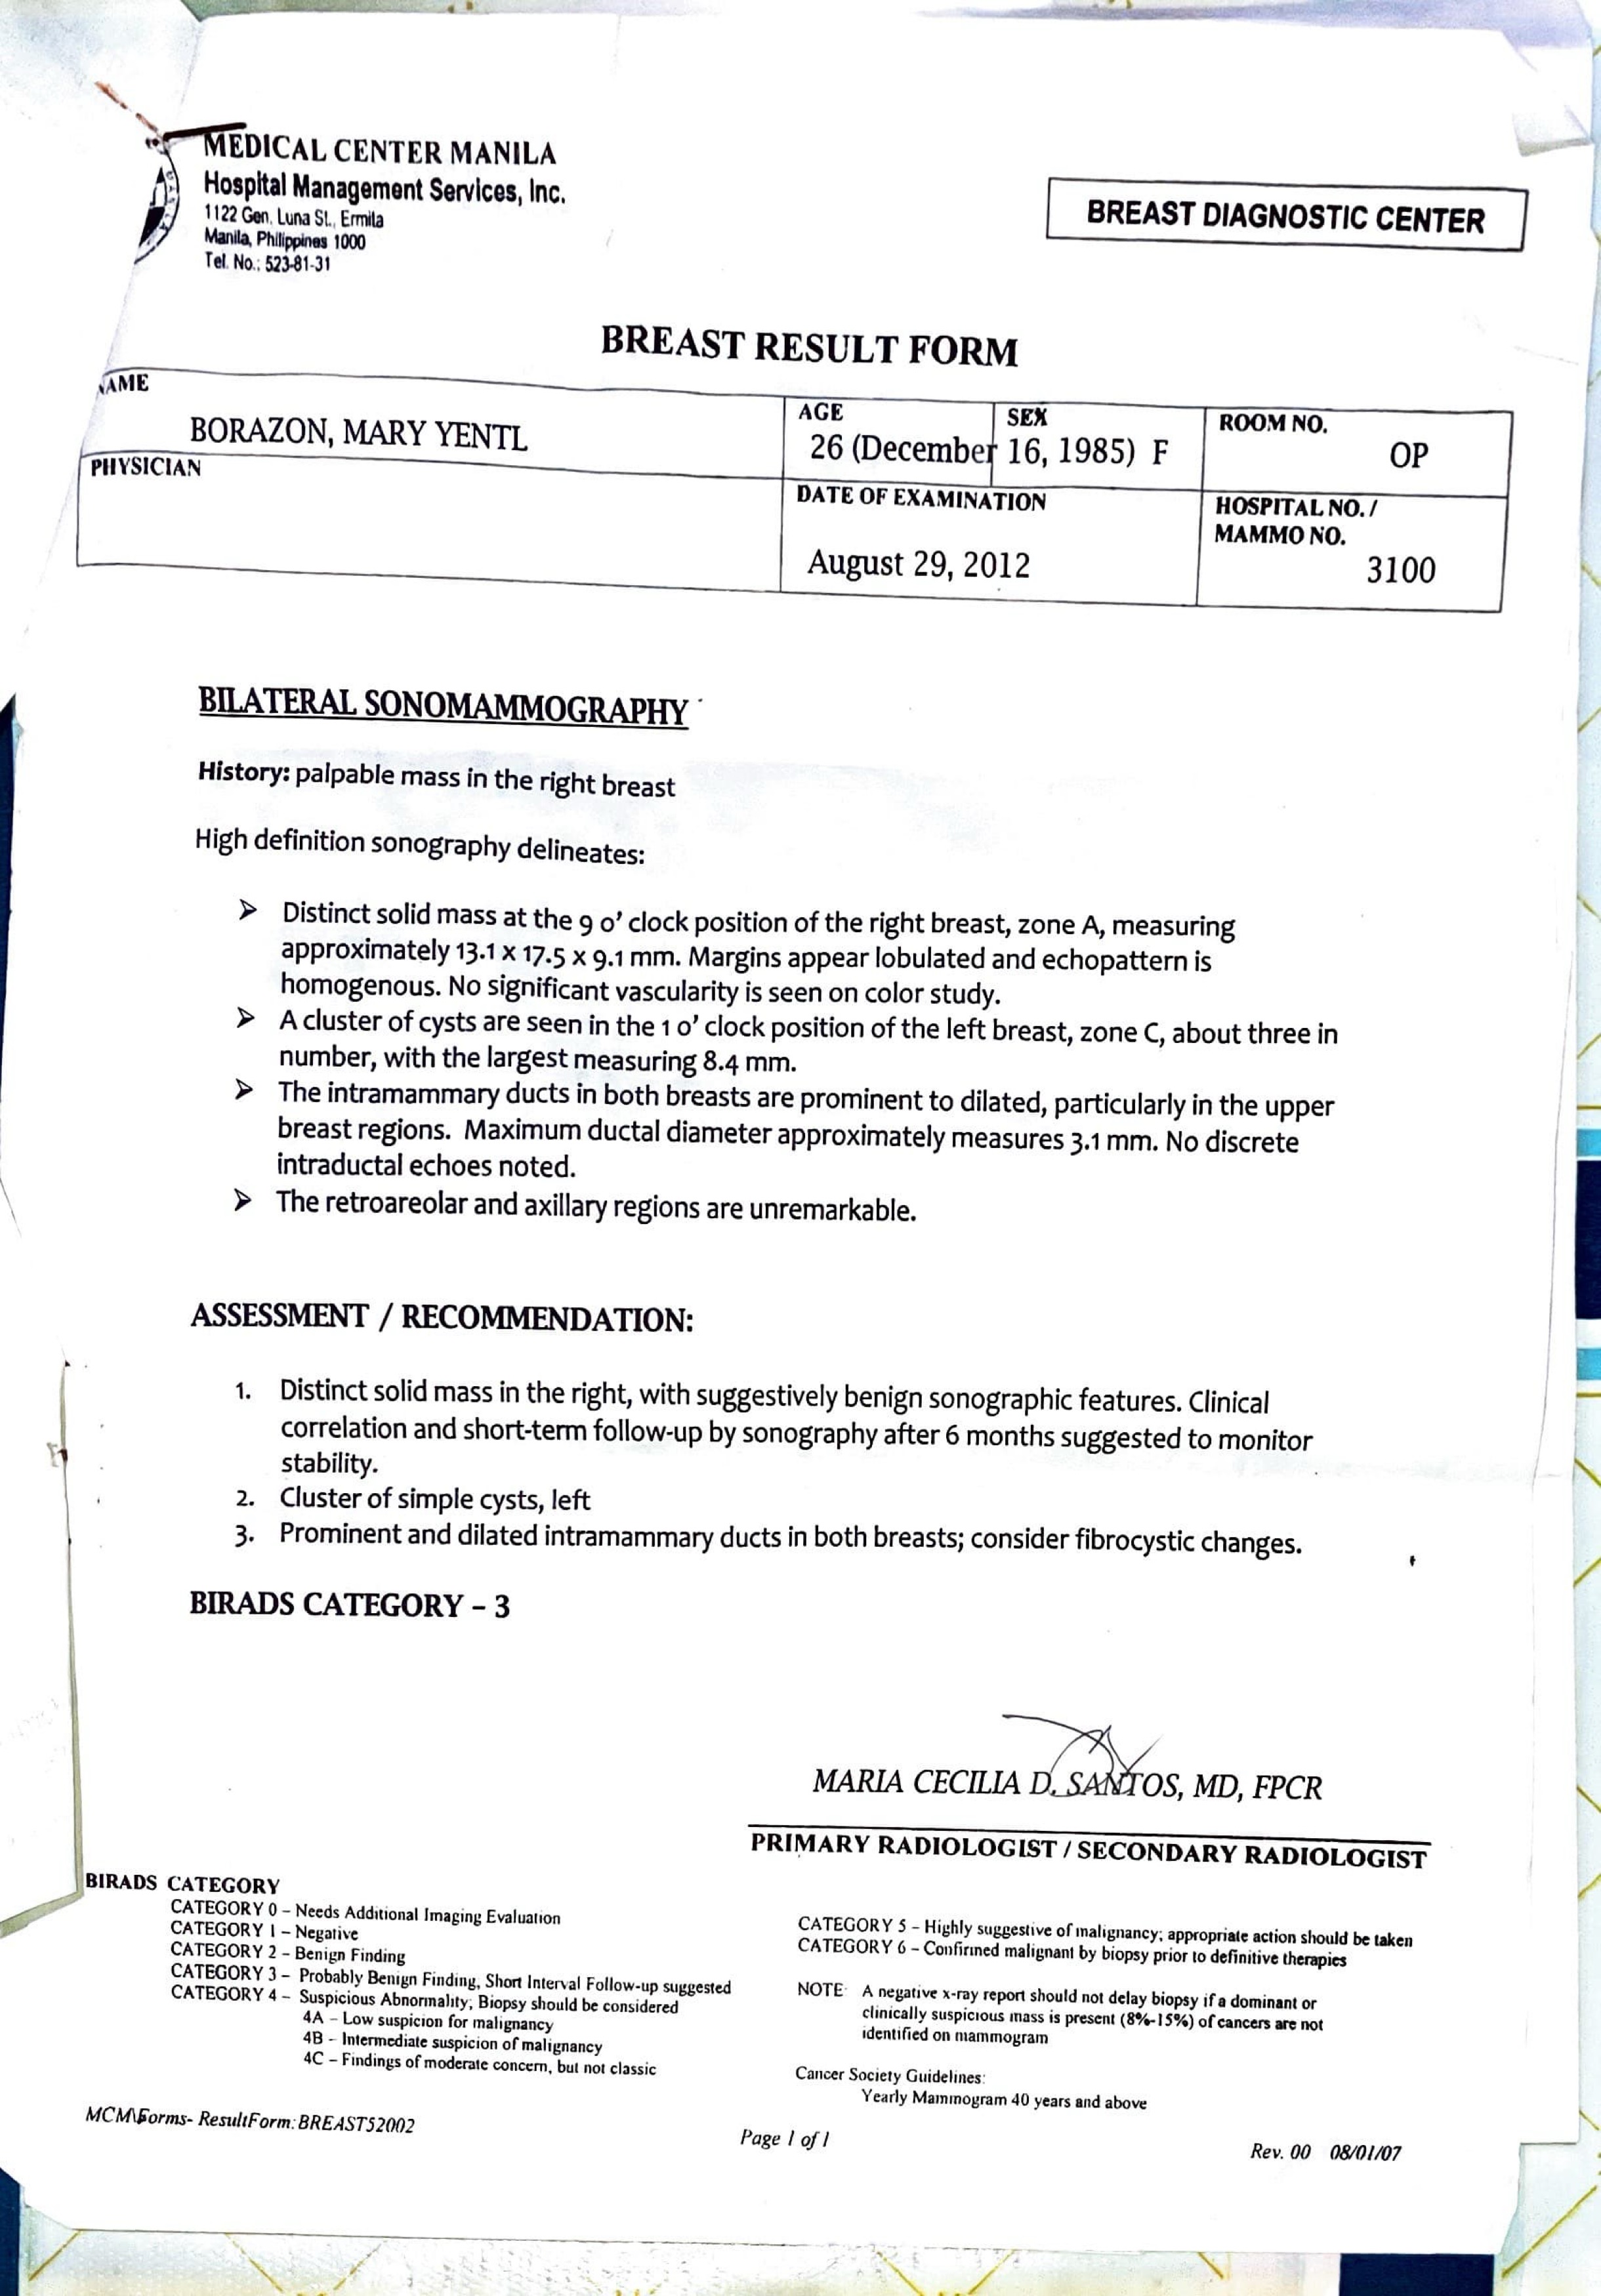 MEDICAL CENTER MANILA
Hospital Management Services, Inc.
1122 Gen. Luna St., Ermila
Manila, Philippines 1000
Tel. No.: 523-81-31
BREAST DIAGNOSTIC CENTER
BREAST RESULT FORM
NAME
BORAZON, MARY YENTL
AGE
26 (December 16, 1985)
SEX
F
ROOM NO.
OP
PHYSICIAN
DATE OF EXAMINATION
August 29, 2012
HOSPITAL NO. /
MAMMO NO.
3100
BILATERAL SONOMAMMOGRAPHY
History: palpable mass in the right breast
High definition sonography delineates:
➢ Distinct solid mass at the 9 o' clock position of the right breast, zone A, measuring
approximately 13.1 x 17.5 x 9.1 mm. Margins appear lobulated and echopattern is
homogenous. No significant vascularity is seen on color study.
➢ A cluster of cysts are seen in the 1 o' clock position of the left breast, zone C, about three in
number, with the largest measuring 8.4 mm.
➢ The intramammary ducts in both breasts are prominent to dilated, particularly in the upper
breast regions. Maximum ductal diameter approximately measures 3.1 mm. No discrete
intraductal echoes noted.
➢ The retroareolar and axillary regions are unremarkable.
ASSESSMENT / RECOMMENDATION:
1. Distinct solid mass in the right, with suggestively benign sonographic features. Clinical
correlation and short-term follow-up by sonography after 6 months suggested to monitor
stability.
2. Cluster of simple cysts, left
3. Prominent and dilated intramammary ducts in both breasts; consider fibrocystic changes.
BIRADS CATEGORY – 3
MARIA CECILIA D. SANTOS, MD, FPCR
PRIMARY RADIOLOGIST / SECONDARY RADIOLOGIST
BIRADS CATEGORY
CATEGORY 0 – Needs Additional Imaging Evaluation
CATEGORY 1 – Negative
CATEGORY 2 – Benign Finding
CATEGORY 3 – Probably Benign Finding, Short Interval Follow-up suggested
CATEGORY 4 – Suspicious Abnormality; Biopsy should be considered
4A – Low suspicion for malignancy
4B – Intermediate suspicion of malignancy
4C – Findings of moderate concern, but not classic
CATEGORY 5 – Highly suggestive of malignancy; appropriate action should be taken
CATEGORY 6 – Confirmed malignant by biopsy prior to definitive therapies
NOTE: A negative x-ray report should not delay biopsy if a dominant or
clinically suspicious mass is present (8%-15%) of cancers are not
identified on mammogram
Cancer Society Guidelines:
Yearly Mammogram 40 years and above
MCM\Forms- ResultForm: BREAST52002
Page 1 of 1
Rev. 00 08/01/07